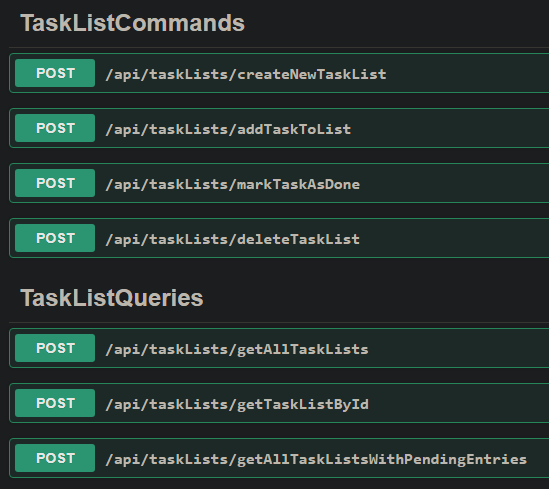 TaskListCommands
POST /api/taskLists/createNewTaskList
POST /api/taskLists/addTaskToList
POST /api/taskLists/markTaskAsDone
POST /api/taskLists/deleteTaskList
TaskListQueries
POST /api/taskLists/getAllTaskLists
POST /api/taskLists/getTaskListById
POST /api/taskLists/getAllTaskListsWithPendingEntries